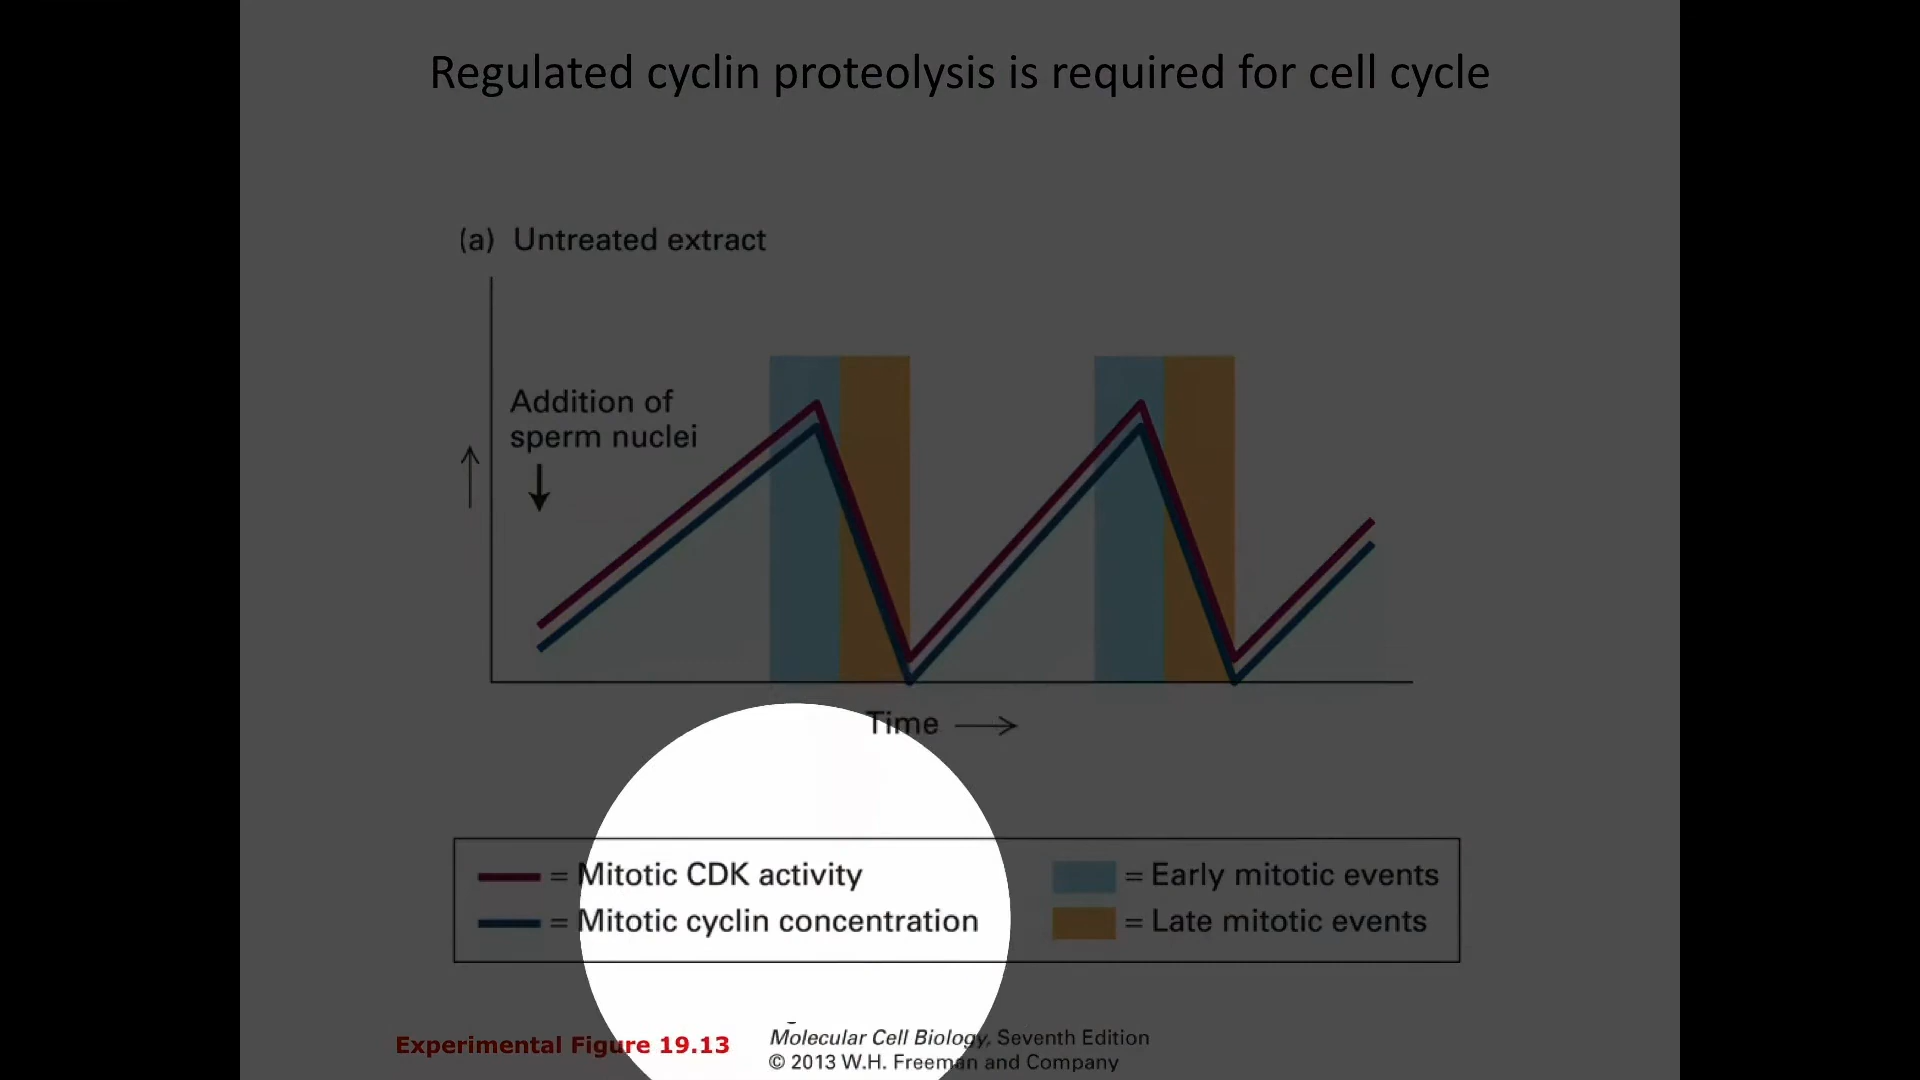 Regulated cyclin proteolysis is required for cell cycle
(a) Untreated extract
Addition of
sperm nuclei
Time
= Mitotic CDK activity
= Mitotic cyclin concentration
= Early mitotic events
= Late mitotic events
Experimental Figure 19.13
Molecular Cell Biology, Seventh Edition
© 2013 W.H. Freeman and Company